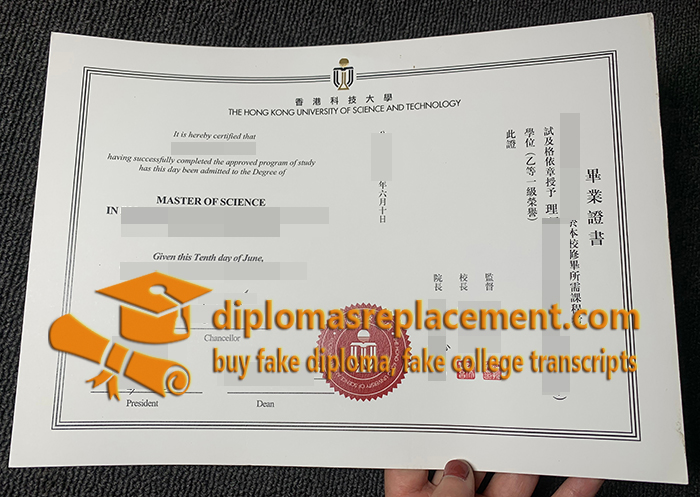 香港科技大學
THE HONG KONG UNIVERSITY OF SCIENCE AND TECHNOLOGY
It is hereby certified that
having successfully completed the approved program of study
has this day been admitted to the Degree of
MASTER OF SCIENCE
IN
Given this Tenth day of June,
Chancellor
President
Dean
畢業證書
本校修畢所需課程
試及格依章授予 理
學位（乙等一級榮譽）
此證
年六月十日
監督
校長
院長
diplomasreplacement.com
buy fake diploma, fake college transcripts